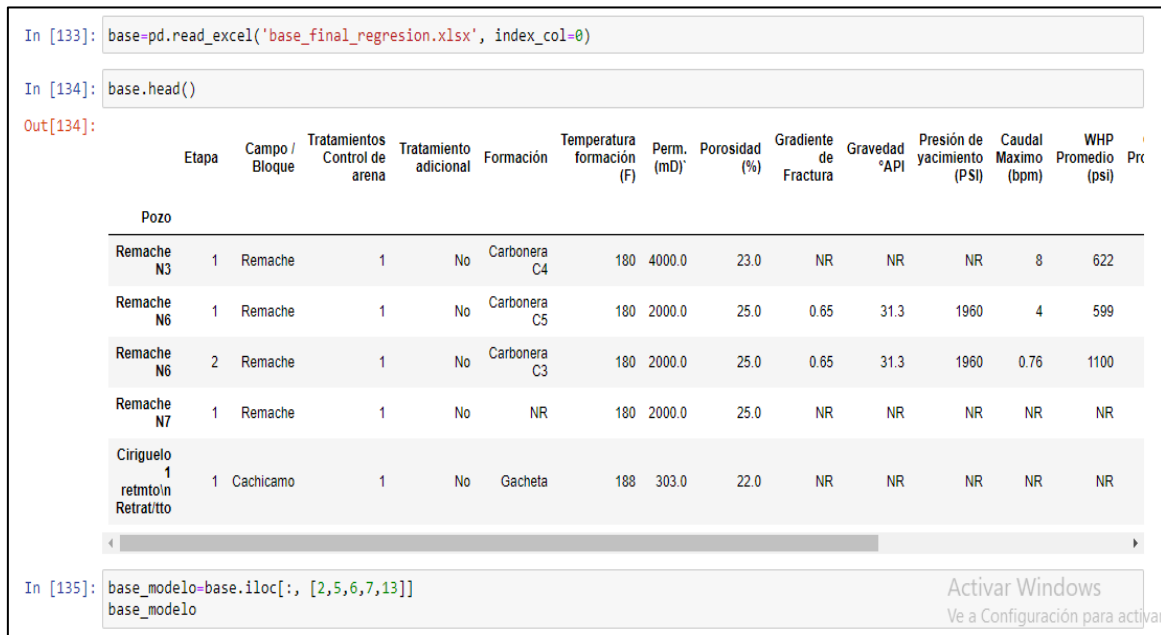 In [133]: base=pd.read_excel('base_final_regresion.xlsx', index_col=0)
In [134]: base.head()
Out[134]:
Etapa Campo / Bloque Tratamientos Control de arena Tratamiento adicional Formación Temperatura formación (F) Perm. (mD)` Porosidad (%) Gradiente de Fractura Gravedad °API Presión de yacimiento (PSI) Caudal Maximo (bpm) WHP Promedio (psi)
Pozo
Remache N3 1 Remache 1 No Carbonera C4 180 4000.0 23.0 NR NR NR 8 622
Remache N6 1 Remache 1 No Carbonera C5 180 2000.0 25.0 0.65 31.3 1960 4 599
Remache N6 2 Remache 1 No Carbonera C3 180 2000.0 25.0 0.65 31.3 1960 0.76 1100
Remache N7 1 Remache 1 No NR 180 2000.0 25.0 NR NR NR NR NR
Ciriguelo 1 retmto\n Retrat/tto 1 Cachicamo 1 No Gacheta 188 303.0 22.0 NR NR NR NR NR
In [135]: base_modelo=base.iloc[:, [2,5,6,7,13]]
base_modelo
Activar Windows
Ve a Configuración para activar